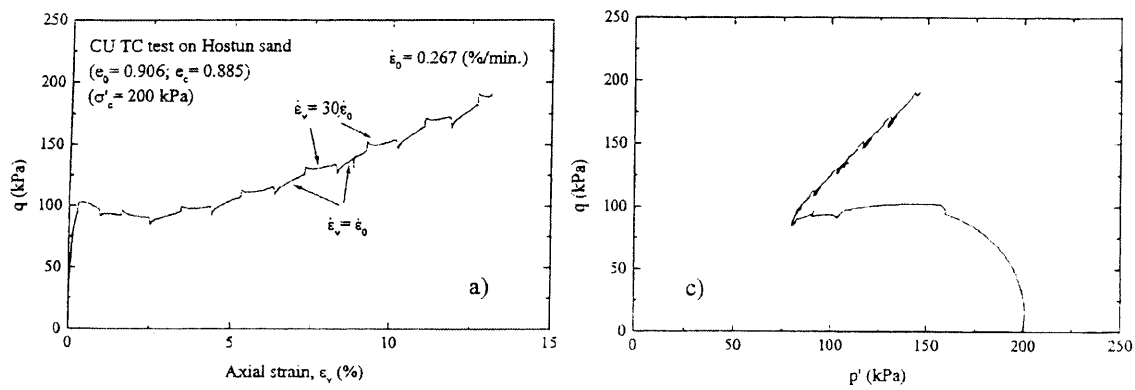 CU TC test on Hostun sand
(e₀= 0.906; e_c= 0.885)
(σ'_c= 200 kPa)
ε̇₀= 0.267 (%/min.)
ε̇ᵥ= 30ε̇₀
ε̇ᵥ= ε̇₀
a)
250
200
150
100
50
0
q (kPa)
0
5
10
15
Axial strain, εᵥ (%)
c)
250
200
150
100
50
0
q (kPa)
0
50
100
150
200
250
p' (kPa)